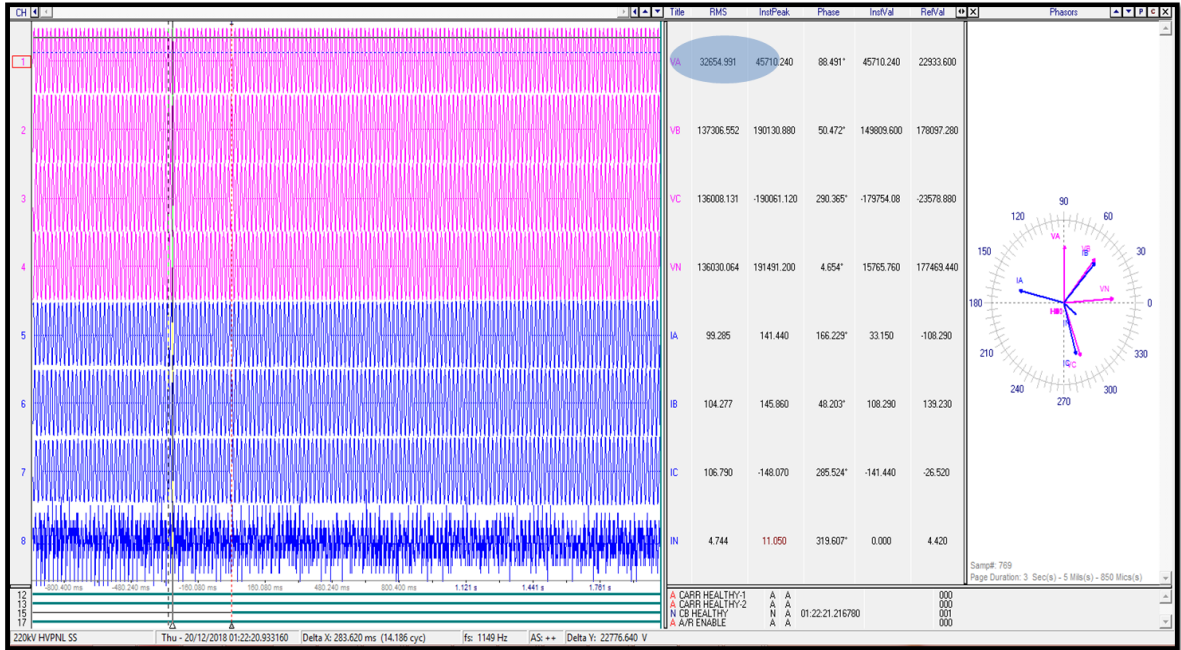 CH Title RMS InstPeak Phase InstVal RefVal Phasors P C X
1 VA 32654.991 45710.240 88.491° 45710.240 22933.600
2 VB 137306.552 190130.880 50.472° 149809.600 178097.280
3 VC 136008.131 -190061.120 290.365° -179754.08 -23578.880
4 VN 136030.064 191491.200 4.654° 15765.760 177469.440
5 IA 99.285 141.440 166.229° 33.150 -108.290
6 IB 104.277 145.860 48.203° 108.290 139.230
7 IC 106.790 -148.070 285.524° -141.440 -26.520
8 IN 4.744 11.050 319.607° 0.000 4.420
90
120 60
VA
IB
150 30
IA
VN
180 0
VC
210 330
240 300
270
Samp#: 769
Page Duration: 3 Sec(s) - 5 Mils(s) - 850 Mics(s)
-800.400 ms -480.240 ms -160.080 ms 160.080 ms 480.240 ms 800.400 ms 1.121 s 1.441 s 1.761 s
12 A CARR HEALTHY-1 A A 000
13 A CARR HEALTHY-2 A A 000
15 N CB HEALTHY N A 01:22:21.216780 001
17 A A/R ENABLE A A 000
220kV HVPNL SS Thu - 20/12/2018 01:22:20.933160 Delta X: 283.620 ms (14.186 cyc) fs: 1149 Hz AS: ++ Delta Y: 22776.640 V